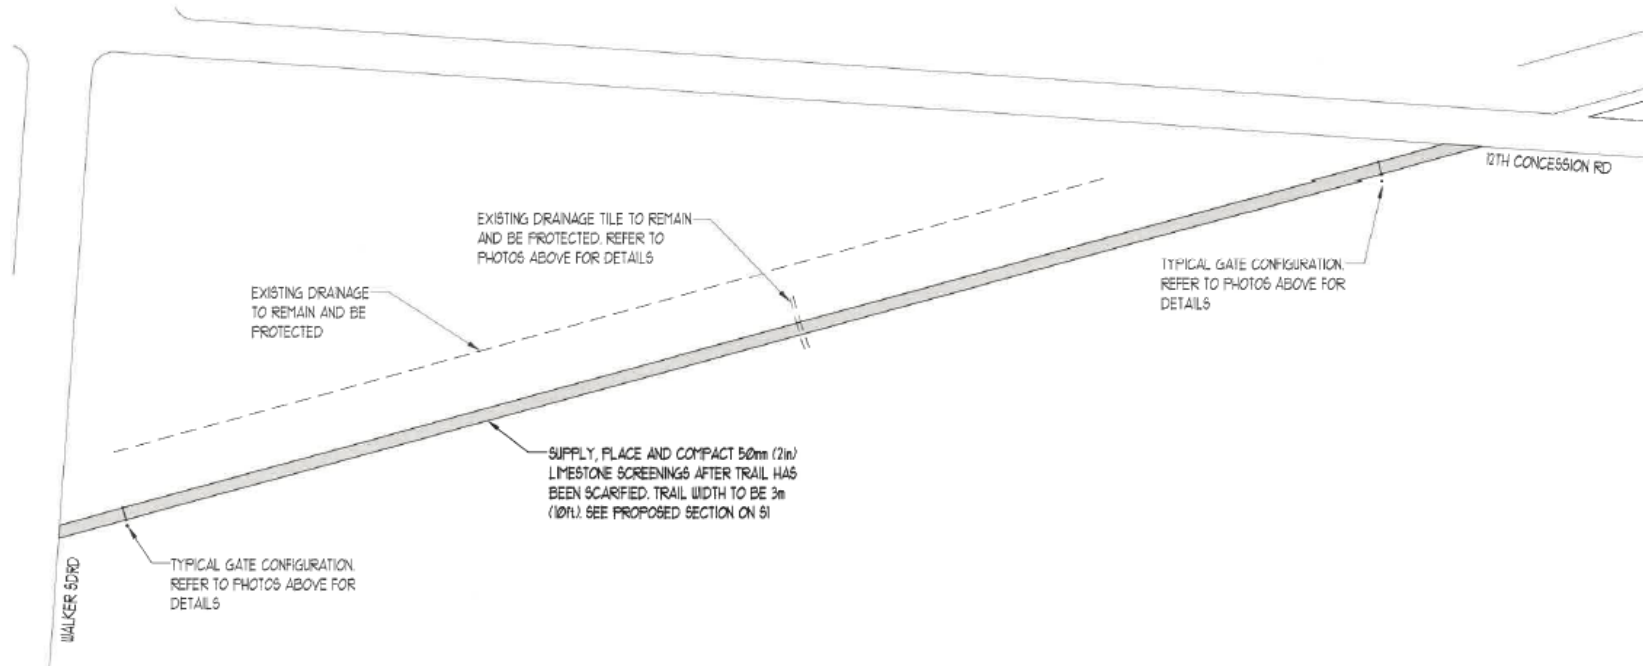 12TH CONCESSION RD
EXISTING DRAINAGE TILE TO REMAIN
AND BE PROTECTED. REFER TO
PHOTOS ABOVE FOR DETAILS
TYPICAL GATE CONFIGURATION.
REFER TO PHOTOS ABOVE FOR
DETAILS
EXISTING DRAINAGE
TO REMAIN AND BE
PROTECTED
SUPPLY, PLACE AND COMPACT 50mm (2in)
LIMESTONE SCREENINGS AFTER TRAIL HAS
BEEN SCARIFIED. TRAIL WIDTH TO BE 3m
(10ft). SEE PROPOSED SECTION ON S1
TYPICAL GATE CONFIGURATION.
REFER TO PHOTOS ABOVE FOR
DETAILS
WALKER SDRD